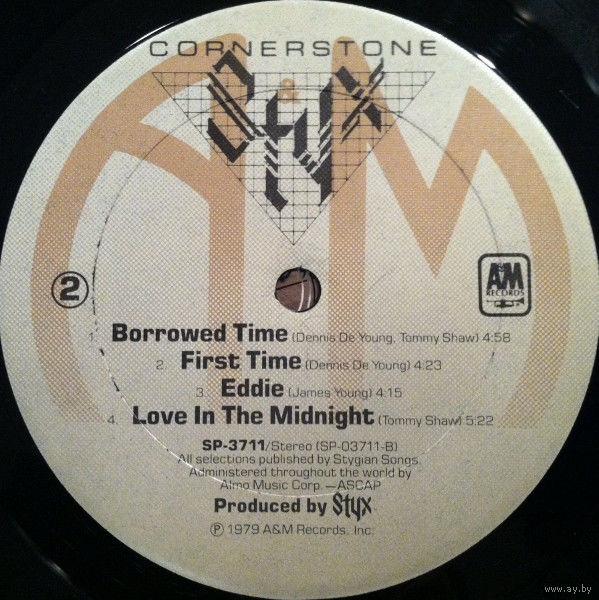 CORNERSTONE
&
Styx
A&M
RECORDS
2
1. Borrowed Time (Dennis De Young, Tommy Shaw) 4:58
2. First Time (Dennis De Young) 4:23
3. Eddie (James Young) 4:15
4. Love In The Midnight (Tommy Shaw) 5:22
SP-3711/Stereo (SP-03711-B)
All selections published by Stygian Songs
Administered throughout the world by
Almo Music Corp.—ASCAP
Produced by Styx
℗ 1979 A&M Records, Inc.
www.ay.by